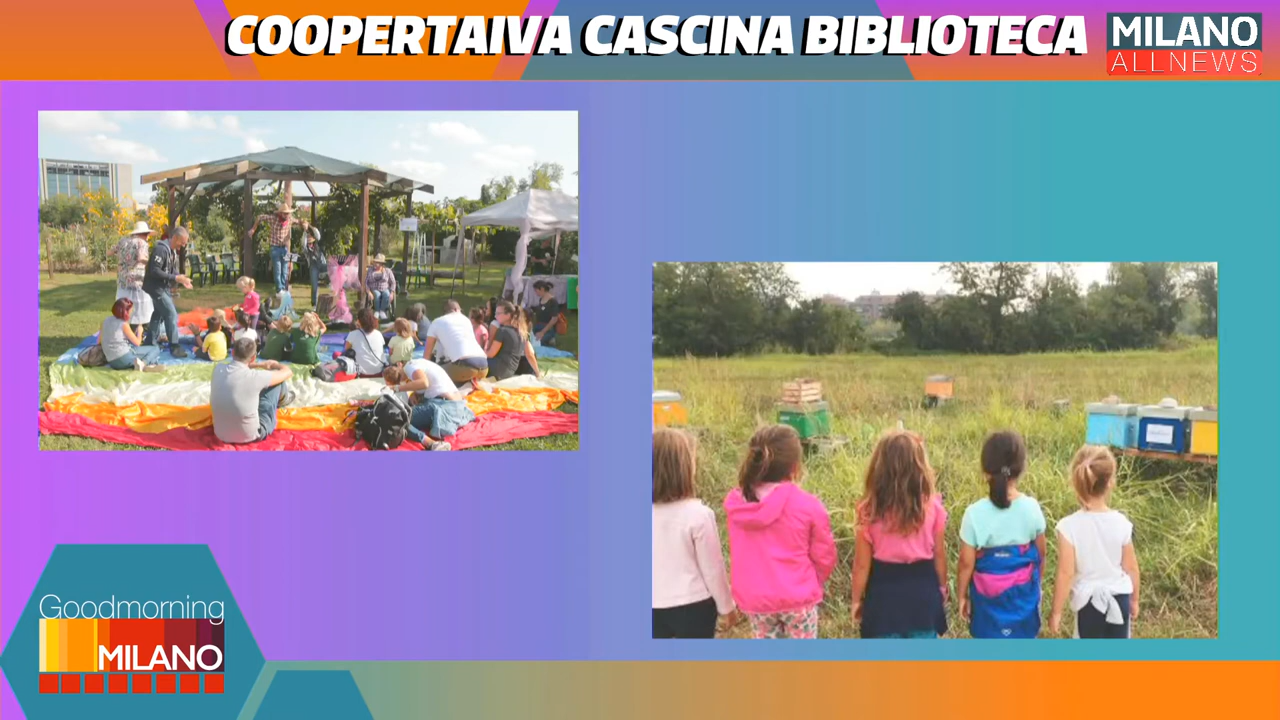 COOPERTAIVA CASCINA BIBLIOTECA
MILANO
ALLNEWS
Goodmorning
MILANO